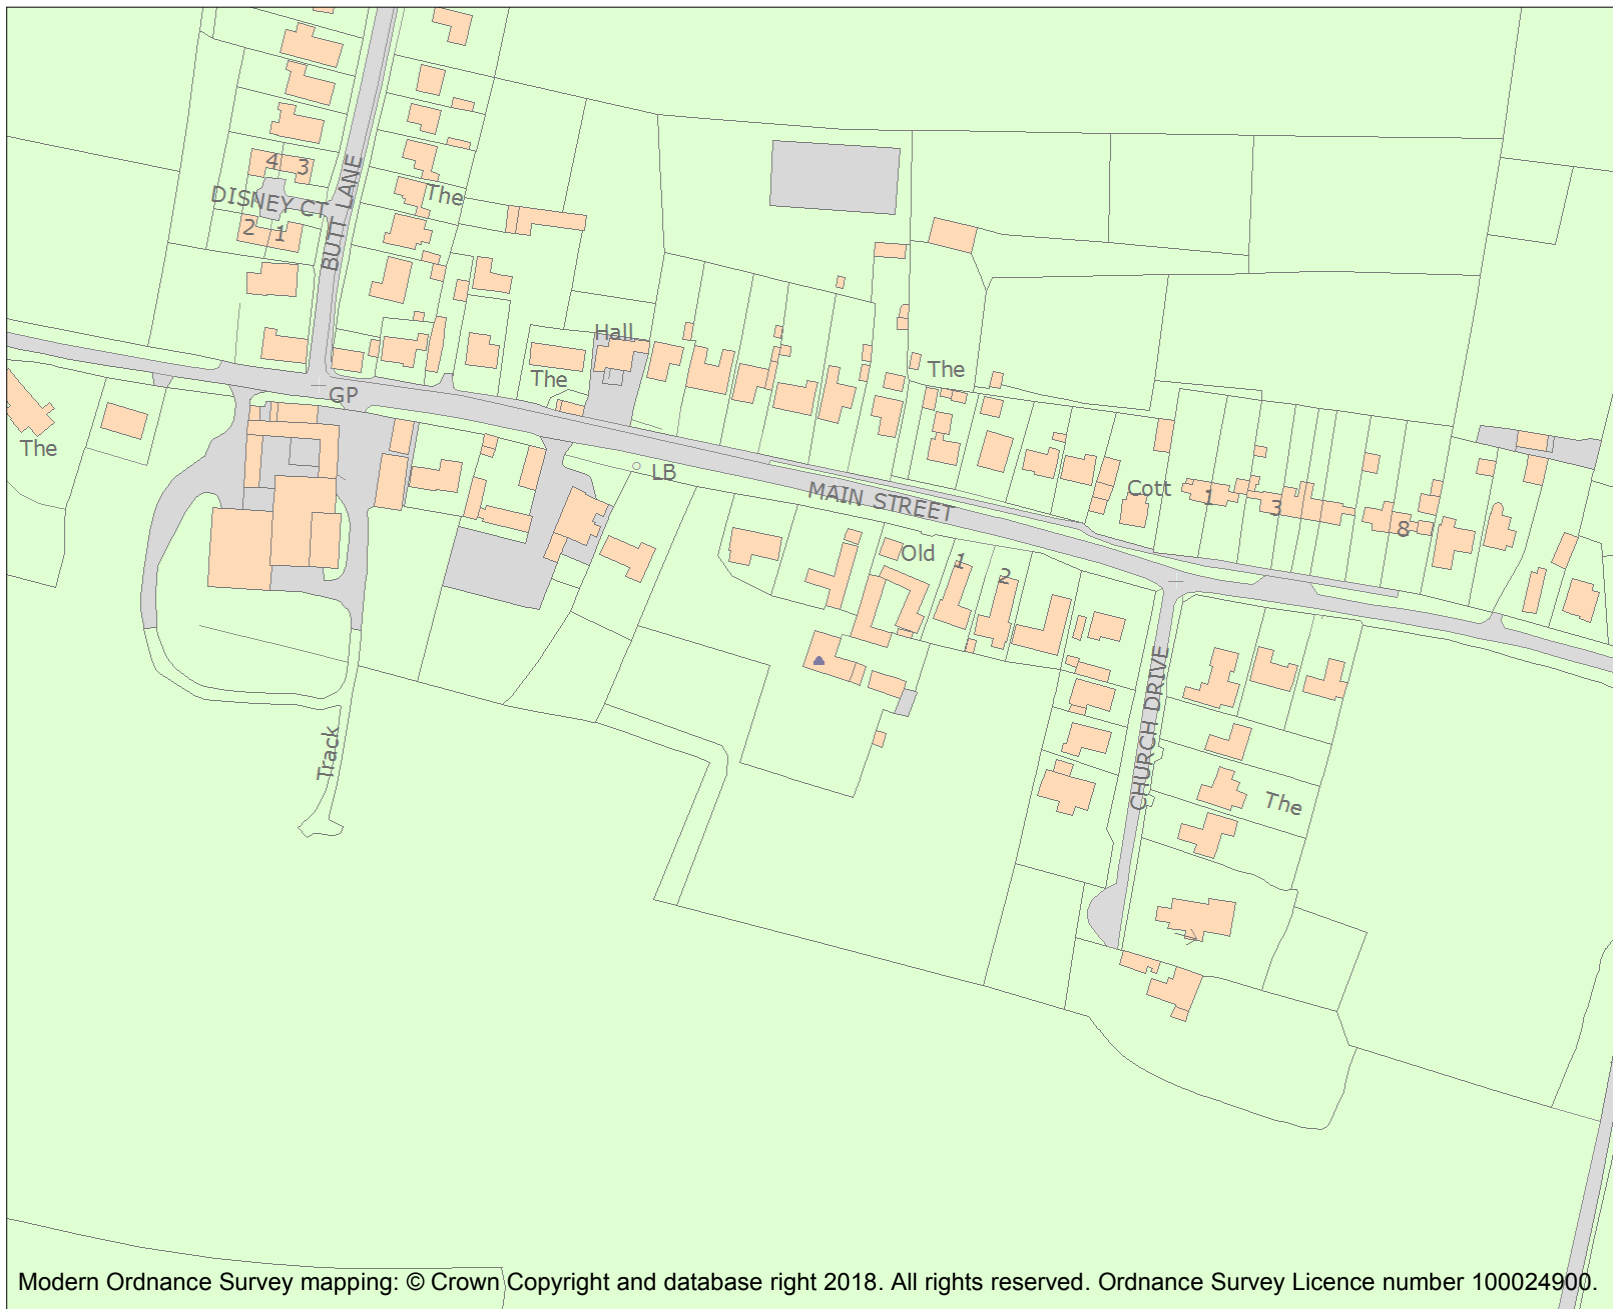 4
3
The
DISNEY CT
2
1
BUTT LANE
Hall
The
The
GP
The
LB
MAIN STREET
Cott
1
3
8
Old
1
2
CHURCH DRIVE
Track
The
Modern Ordnance Survey mapping: © Crown Copyright and database right 2018. All rights reserved. Ordnance Survey Licence number 100024900.